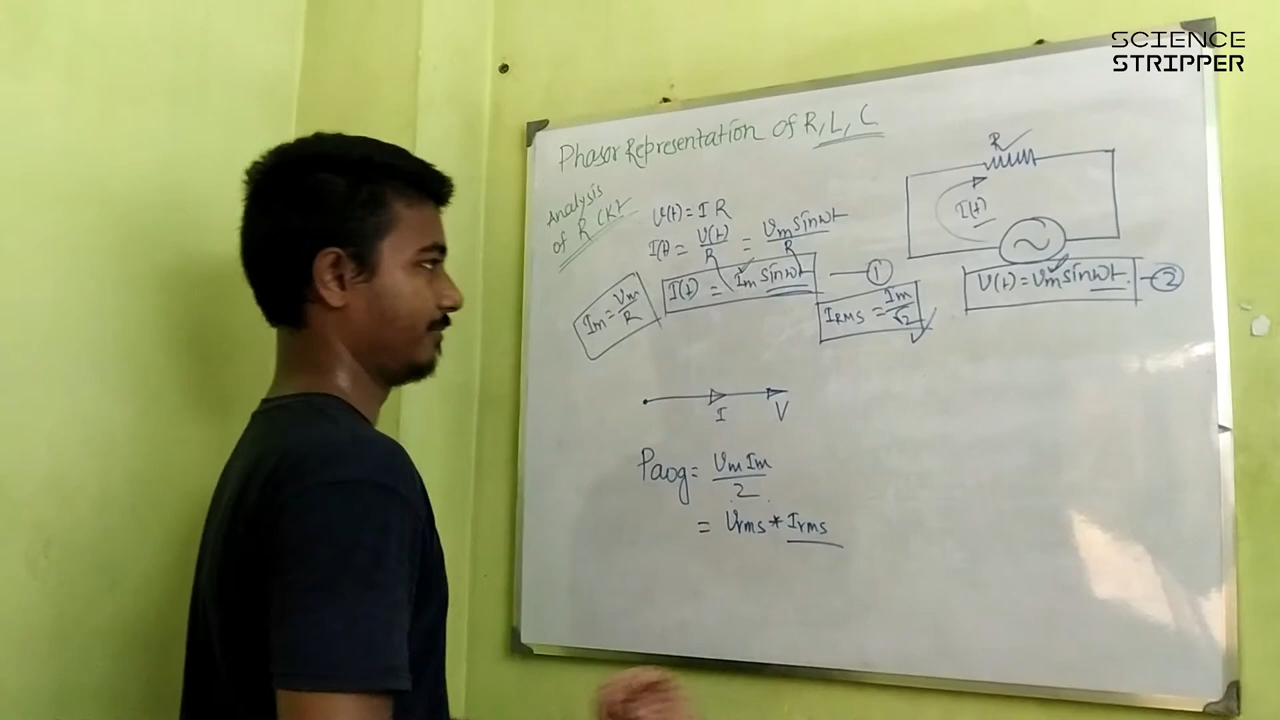 SCIENCE
STRIPPER
Phasor Representation of R, L, C
Analysis
of R CKt
V(t) = I R
I(t) = V(t)/R = Vm sinωt/R
I(t) = Im sinωt — ①
Im = Vm/R
IRMS = Im/√2
R
I(t)
V(t) = Vm sinωt. — ②
I V
Pavg = Vm Im/2
= Vrms * Irms